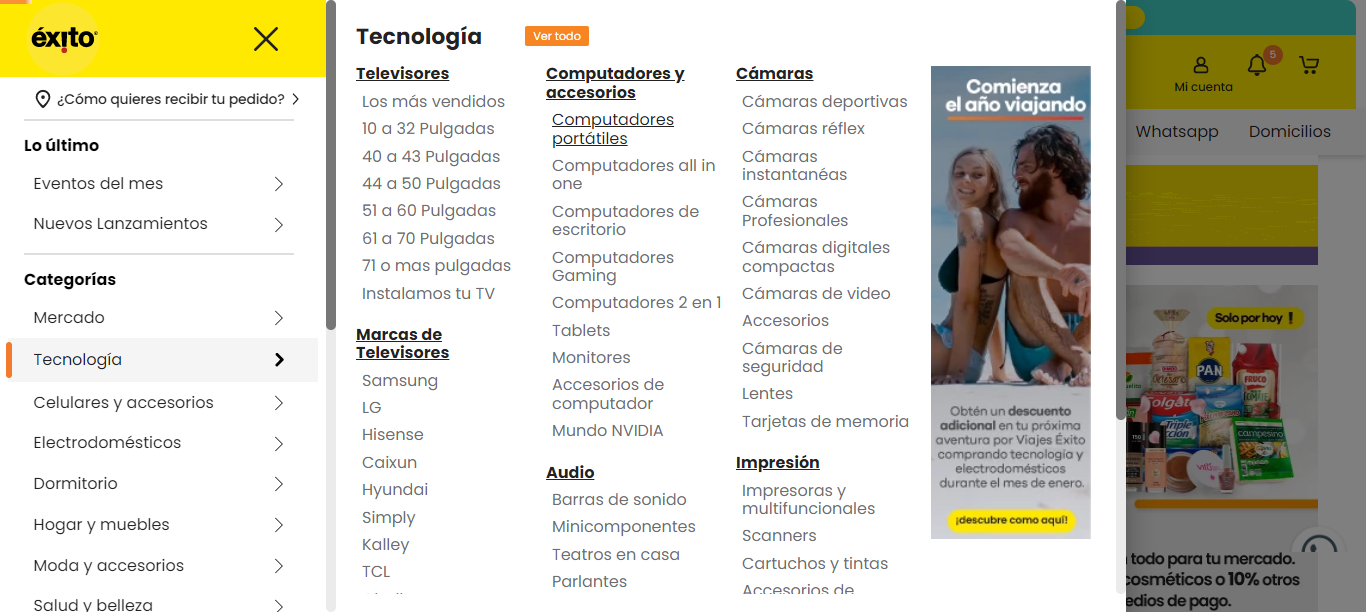 éxito
¿Cómo quieres recibir tu pedido?
Lo último
Eventos del mes
Nuevos Lanzamientos
Categorías
Mercado
Tecnología
Celulares y accesorios
Electrodomésticos
Dormitorio
Hogar y muebles
Moda y accesorios
Salud y belleza
Tecnología
Ver todo
Televisores
Los más vendidos
10 a 32 Pulgadas
40 a 43 Pulgadas
44 a 50 Pulgadas
51 a 60 Pulgadas
61 a 70 Pulgadas
71 o mas pulgadas
Instalamos tu TV
Marcas de
Televisores
Samsung
LG
Hisense
Caixun
Hyundai
Simply
Kalley
TCL
Computadores y
accesorios
Computadores
portátiles
Computadores all in
one
Computadores de
escritorio
Computadores
Gaming
Computadores 2 en 1
Tablets
Monitores
Accesorios de
computador
Mundo NVIDIA
Audio
Barras de sonido
Minicomponentes
Teatros en casa
Parlantes
Cámaras
Cámaras deportivas
Cámaras réflex
Cámaras
instantanéas
Cámaras
Profesionales
Cámaras digitales
compactas
Cámaras de video
Accesorios
Cámaras de
seguridad
Lentes
Tarjetas de memoria
Impresión
Impresoras y
multifuncionales
Scanners
Cartuchos y tintas
Accesorios de
Comienza
el año viajando
Obtén un descuento
adicional en tu próxima
aventura por Viajes Éxito
comprando tecnología y
electrodomésticos
durante el mes de enero.
¡descubre como aquí!
5
Mi cuenta
Whatsapp
Domicilios
Solo por hoy !
PAN
FRUCO
Colgate
Triple
Acción
campesino
todo para tu mercado.
cosméticos o 10% otros
edios de pago.